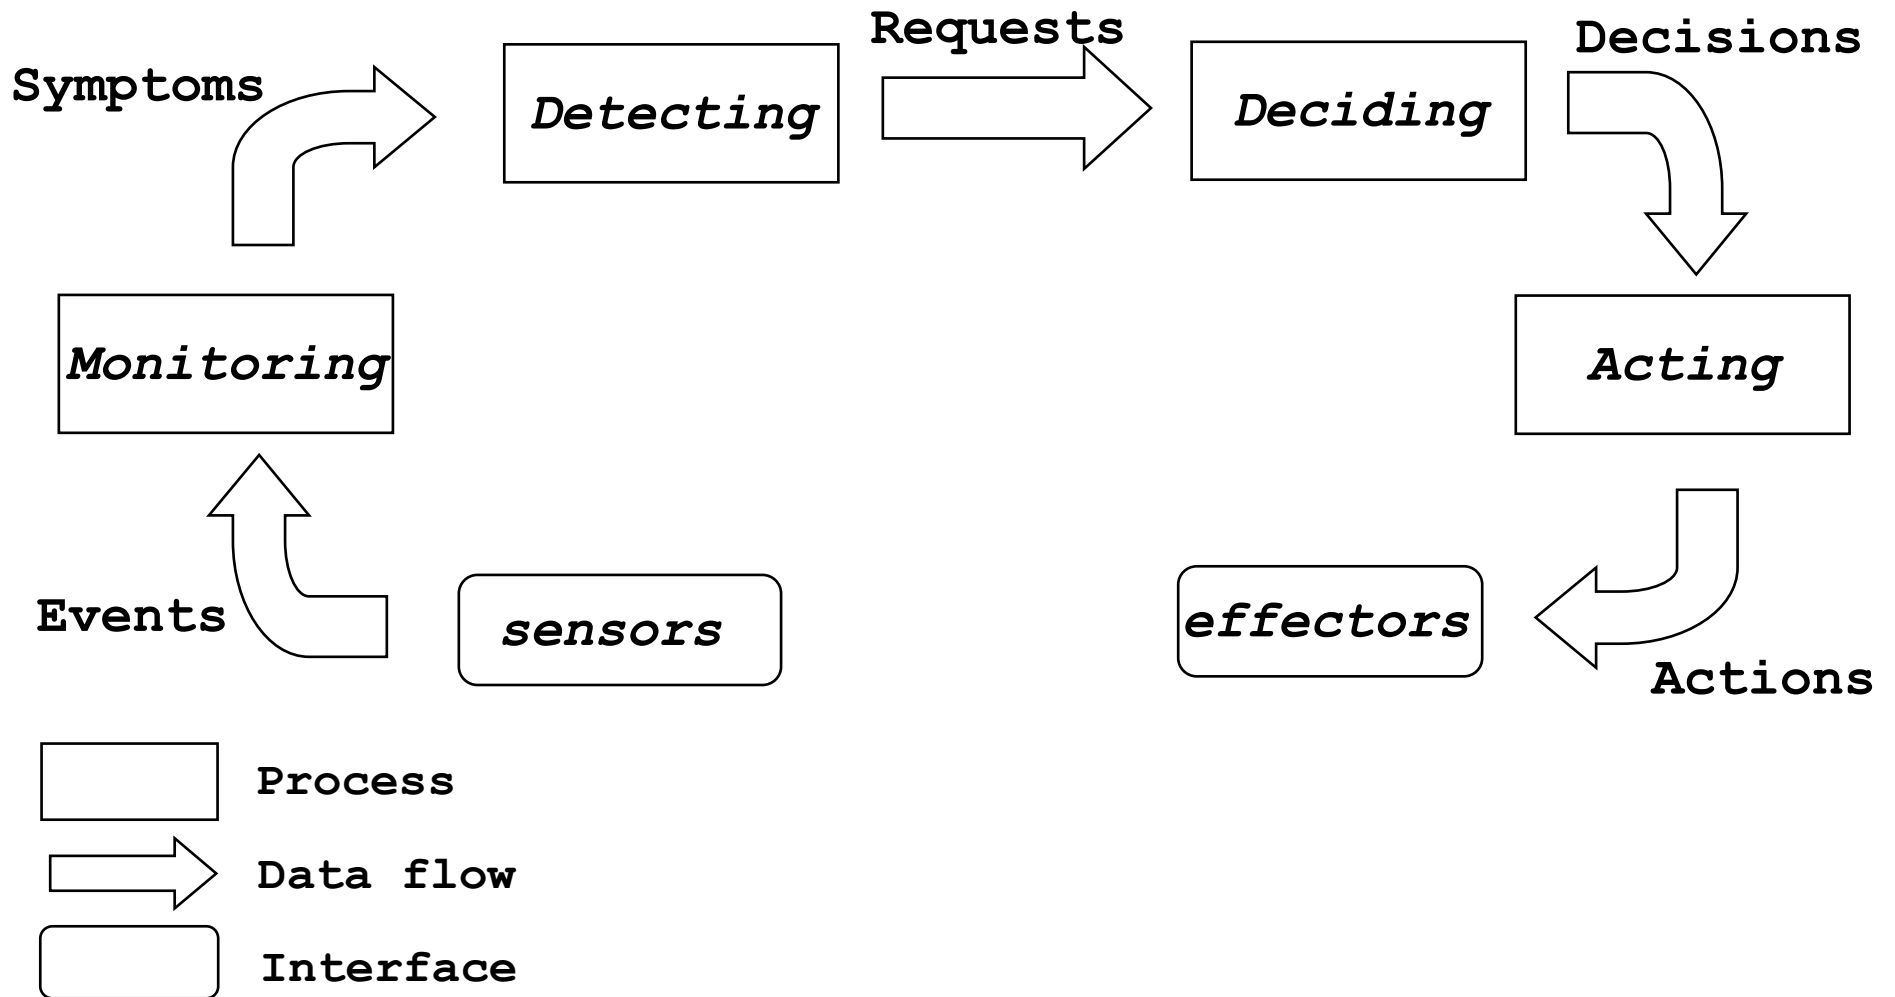 Requests
Decisions
Symptoms
Detecting
Deciding
Monitoring
Acting
Events
sensors
effectors
Actions
Process
Data flow
Interface